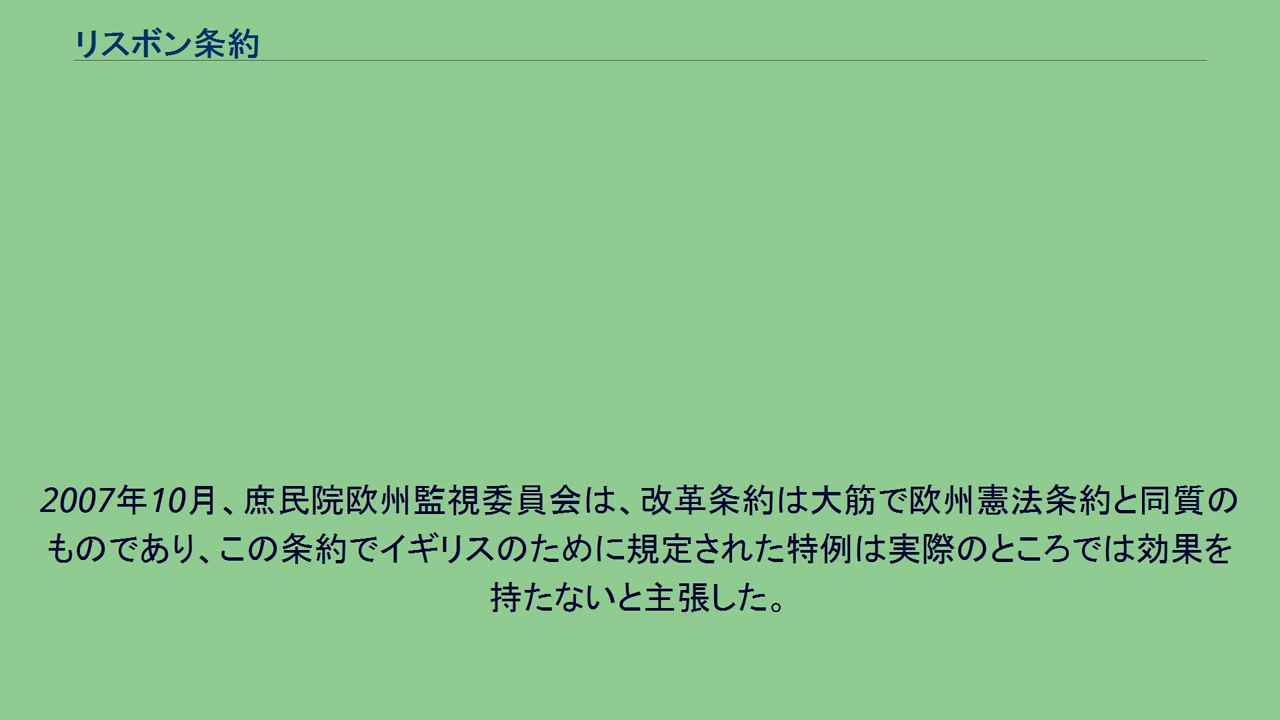 リスボン条約
2007年10月、庶民院欧州監視委員会は、改革条約は大筋で欧州憲法条約と同質の
ものであり、この条約でイギリスのために規定された特例は実際のところでは効果を
持たないと主張した。